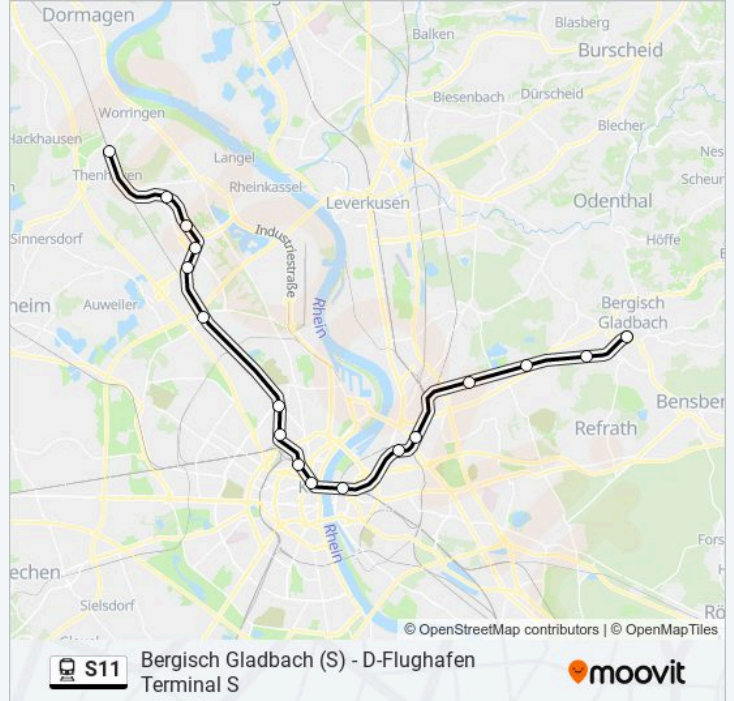 Dormagen
Blasberg
Balken
Burscheid
Dürscheid
Biesenbach
Worringen
Blecher
Hackhausen
Nes
Langel
Thenhoven
Rheinkassel
Scheur
Leverkusen
Odenthal
Sinnersdorf
Industriestraße
Höffe
heim
Auweiler
Rhein
Bergisch
Gladbach
Bensber
Refrath
K
Rhein
Fors
echen
Sielsdorf
Rö
© OpenStreetMap contributors | © OpenMapTiles
S11
Bergisch Gladbach (S) - D-Flughafen
Terminal S
moovit